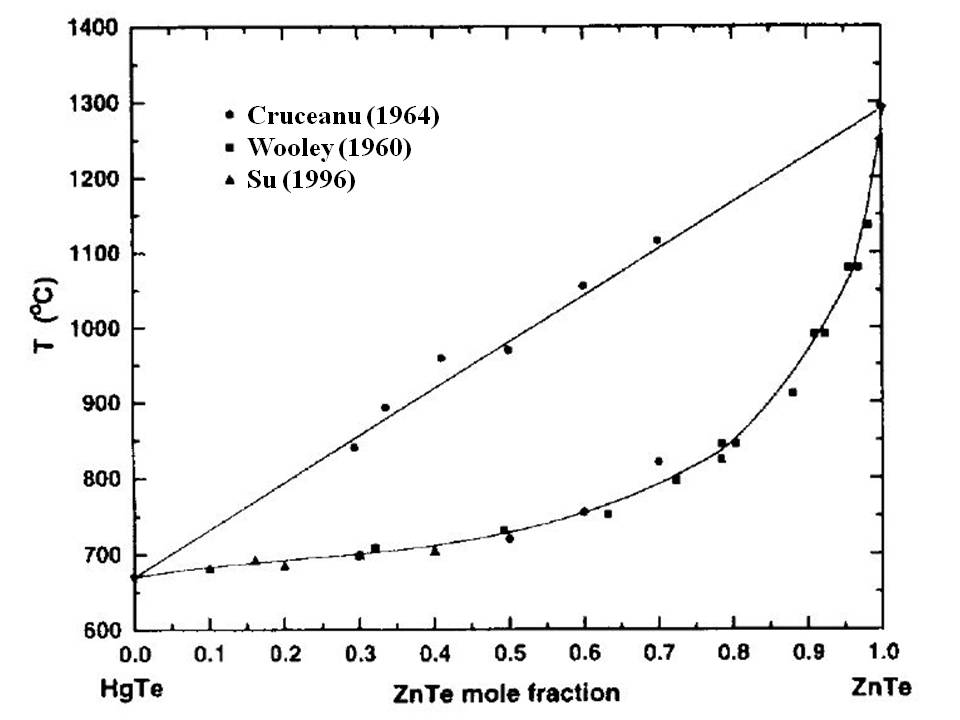 1400
1300
1200
1100
1000
900
800
700
600
T (°C)
Cruceanu (1964)
Wooley (1960)
Su (1996)
0.0 0.1 0.2 0.3 0.4 0.5 0.6 0.7 0.8 0.9 1.0
HgTe ZnTe mole fraction ZnTe